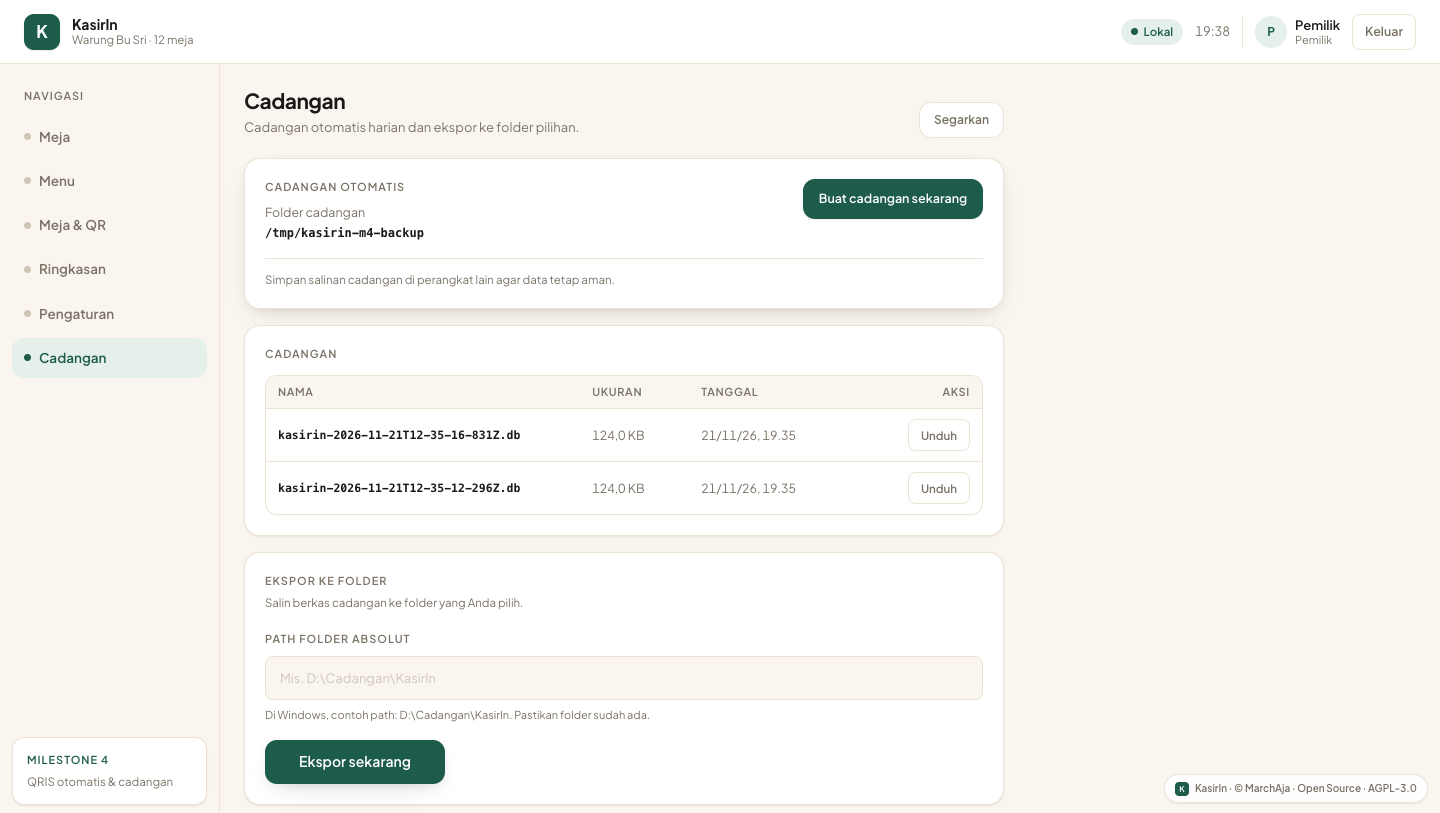 K
KasirIn
Warung Bu Sri · 12 meja
Lokal
19:38
P
Pemilik
Pemilik
Keluar
NAVIGASI
Meja
Menu
Meja & QR
Ringkasan
Pengaturan
Cadangan
MILESTONE 4
QRIS otomatis & cadangan
Cadangan
Cadangan otomatis harian dan ekspor ke folder pilihan.
Segarkan
CADANGAN OTOMATIS
Folder cadangan
/tmp/kasirin-m4-backup
Buat cadangan sekarang
Simpan salinan cadangan di perangkat lain agar data tetap aman.
CADANGAN
NAMA UKURAN TANGGAL AKSI
kasirin-2026-11-21T12-35-16-831Z.db 124,0 KB 21/11/26, 19.35 Unduh
kasirin-2026-11-21T12-35-12-296Z.db 124,0 KB 21/11/26, 19.35 Unduh
EKSPOR KE FOLDER
Salin berkas cadangan ke folder yang Anda pilih.
PATH FOLDER ABSOLUT
Mis. D:\Cadangan\KasirIn
Di Windows, contoh path: D:\Cadangan\KasirIn. Pastikan folder sudah ada.
Ekspor sekarang
K KasirIn · © MarchAja · Open Source · AGPL-3.0